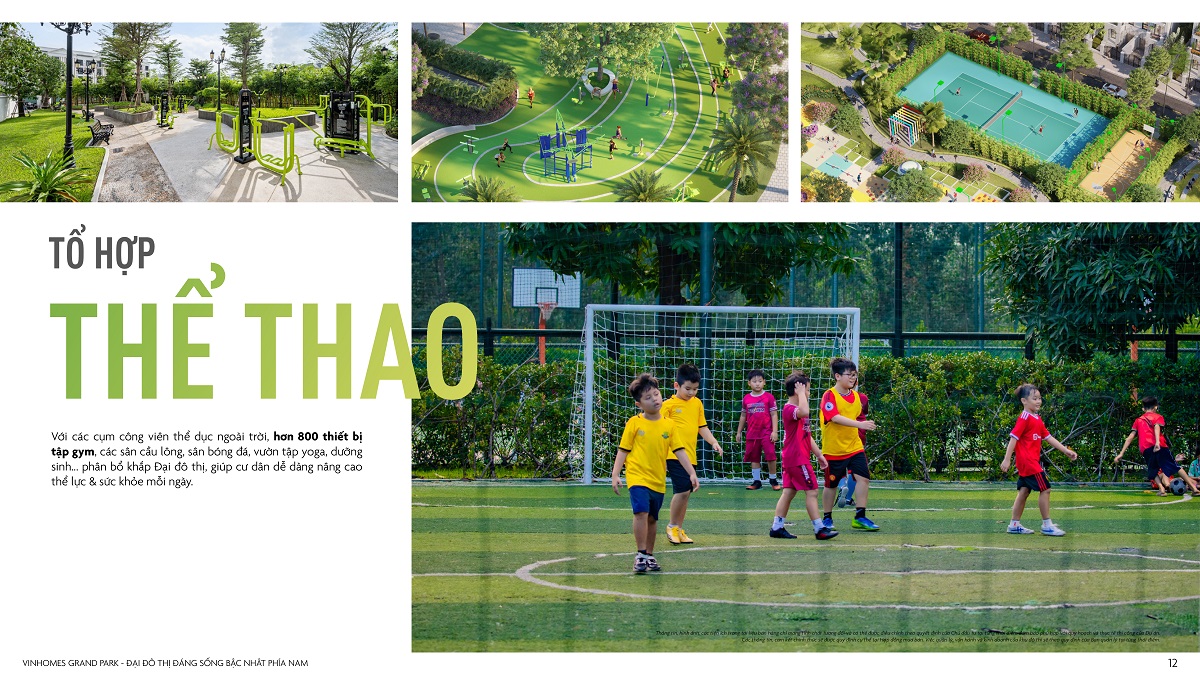 TỔ HỢP
THỂ THAO
Với các cụm công viên thể dục ngoài trời, hơn 800 thiết bị
tập gym, các sân cầu lông, sân bóng đá, vườn tập yoga, dưỡng
sinh... phân bổ khắp Đại đô thị, giúp cư dân dễ dàng nâng cao
thể lực & sức khỏe mỗi ngày.
VINHOMES GRAND PARK - ĐẠI ĐÔ THỊ ĐÁNG SỐNG BẬC NHẤT PHÍA NAM
12